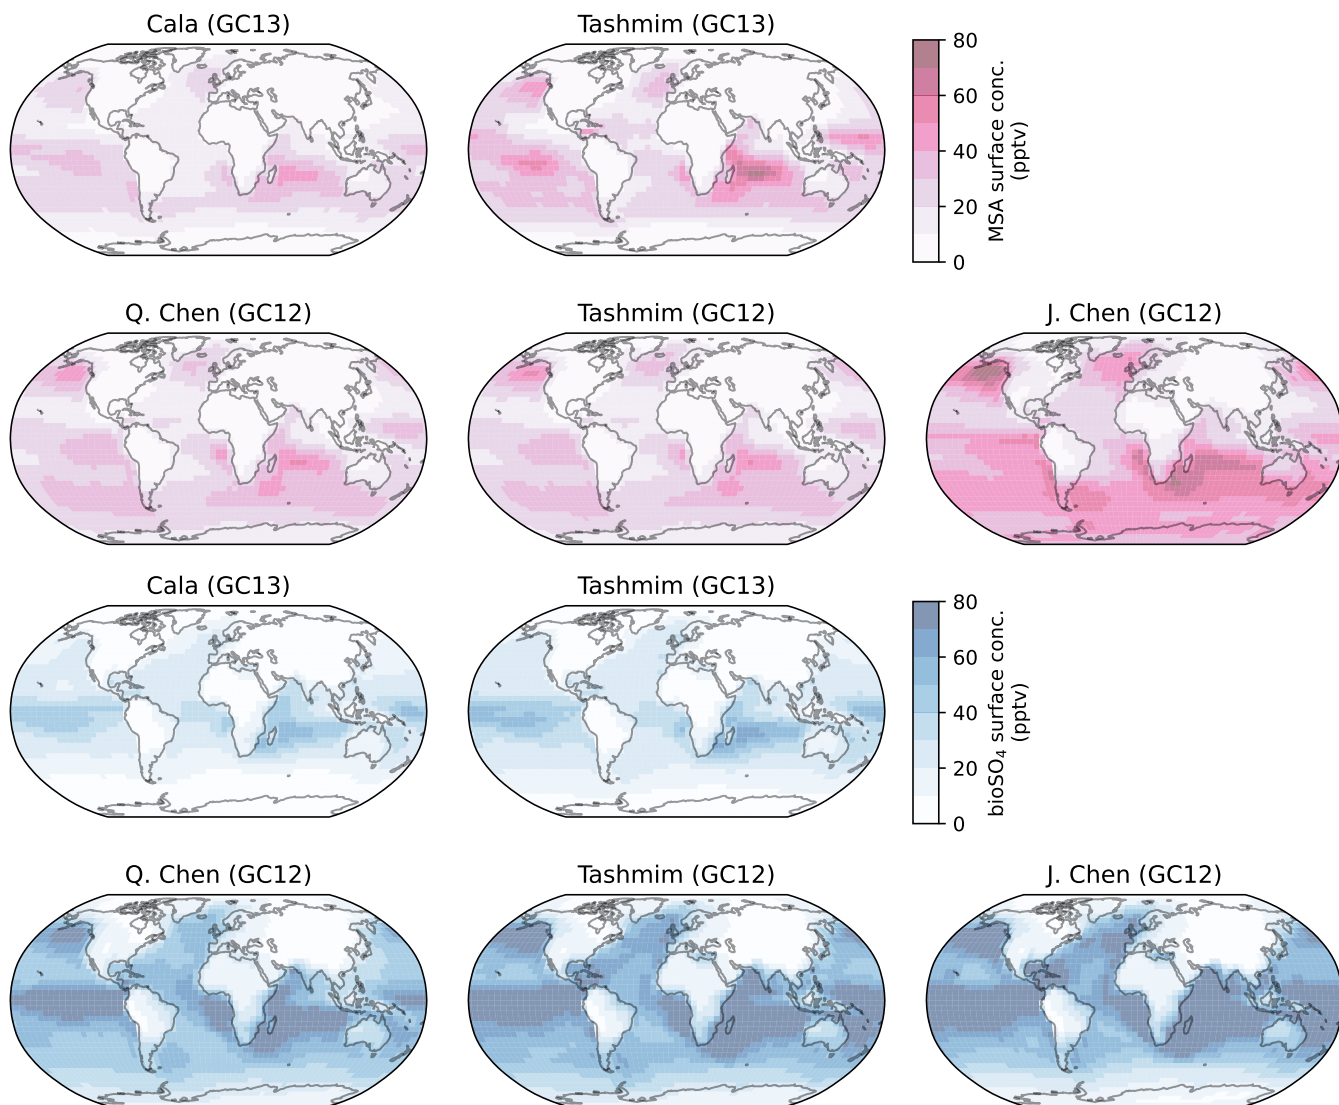 Cala (GC13)
Tashmim (GC13)
80
60
40
20
0
MSA surface conc.
(pptv)
Q. Chen (GC12)
Tashmim (GC12)
J. Chen (GC12)
Cala (GC13)
Tashmim (GC13)
80
60
40
20
0
bioSO₄ surface conc.
(pptv)
Q. Chen (GC12)
Tashmim (GC12)
J. Chen (GC12)